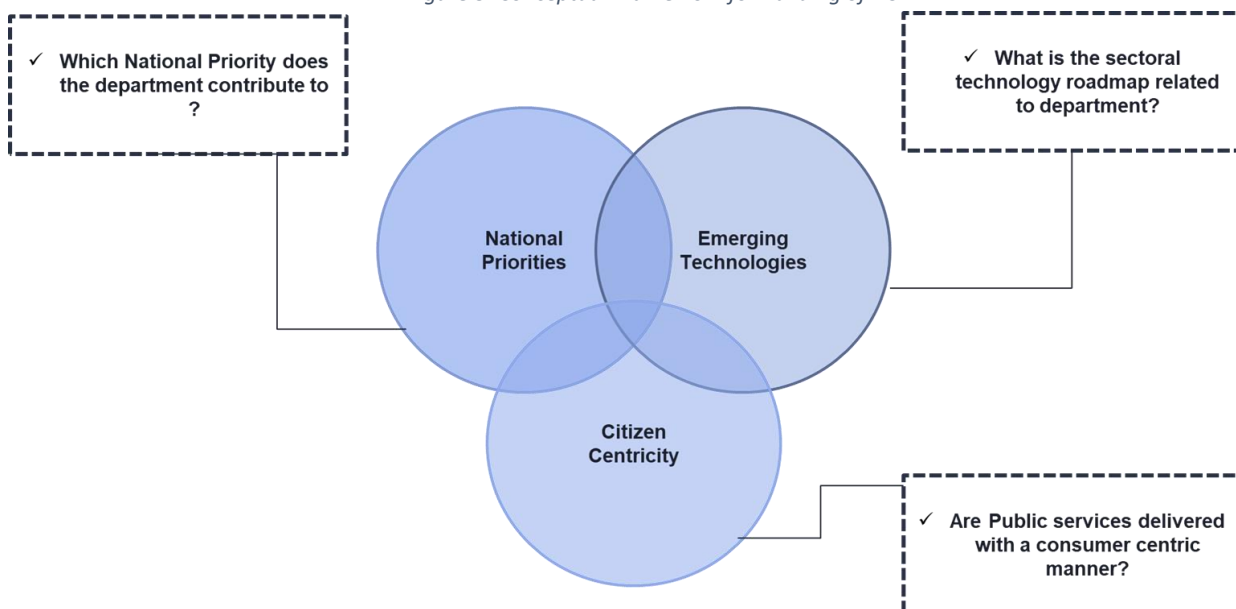 ✓ Which National Priority does
the department contribute to
?
✓ What is the sectoral
technology roadmap related
to department?
National
Priorities
Emerging
Technologies
Citizen
Centricity
✓ Are Public services delivered
with a consumer centric
manner?